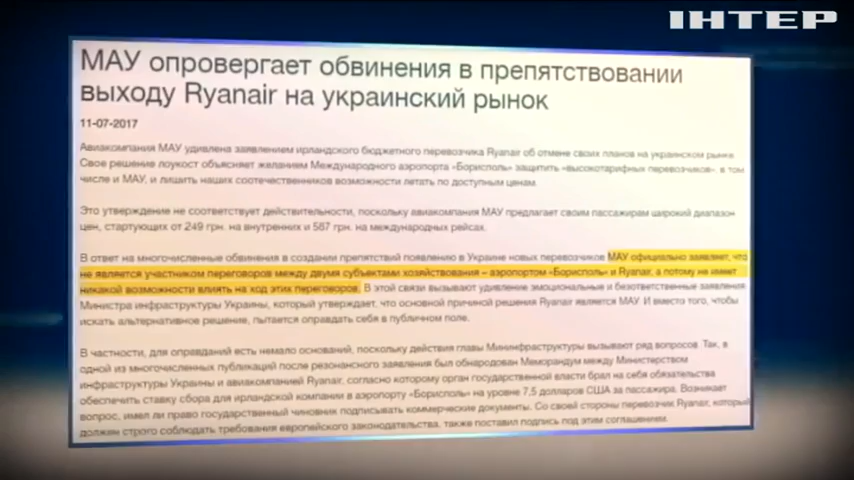 ІНТЕР
МАУ опровергает обвинения в препятствовании
выходу Ryanair на украинский рынок
11-07-2017
Авиакомпания МАУ удивлена заявлением ирландского бюджетного перевозчика Ryanair об отмене своих планов на украинском рынке.
Свое решение лоукост объясняет желанием Международного аэропорта «Борисполь» защитить «высокотарифных перевозчиков», в том
числе и МАУ, и лишить наших соотечественников возможности летать по доступным ценам.
Это утверждение не соответствует действительности, поскольку авиакомпания МАУ предлагает своим пассажирам широкий диапазон
цен, стартующих от 249 грн. на внутренних и 587 грн. на международных рейсах.
В ответ на многочисленные обвинения в создании препятствий появлению в Украине новых перевозчиков МАУ официально заявляет, что
не является участником переговоров между двумя субъектами хозяйствования – аэропортом «Борисполь» и Ryanair, а потому не имеет
никакой возможности влиять на ход этих переговоров. В этой связи вызывают удивление эмоциональные и безответственные заявления
Министра инфраструктуры Украины, который утверждает, что основной причиной решения Ryanair является МАУ. И вместо того, чтобы
искать альтернативное решение, пытается оправдать себя в публичном поле.
В частности, для оправданий есть немало оснований, поскольку действия главы Мининфраструктуры вызывают ряд вопросов. Так, в
одной из многочисленных публикаций после резонансного заявления был обнародован Меморандум между Министерством
инфраструктуры Украины и авиакомпанией Ryanair, согласно которому орган государственной власти брал на себя обязательства
обеспечить ставку сбора для ирландской компании в аэропорту «Борисполь» на уровне 7,5 долларов США за пассажира. Возникает
вопрос, имел ли право государственный чиновник подписывать коммерческие документы. Со своей стороны перевозчик Ryanair, который
должен строго соблюдать требования европейского законодательства, также поставил подпись под этим соглашением.